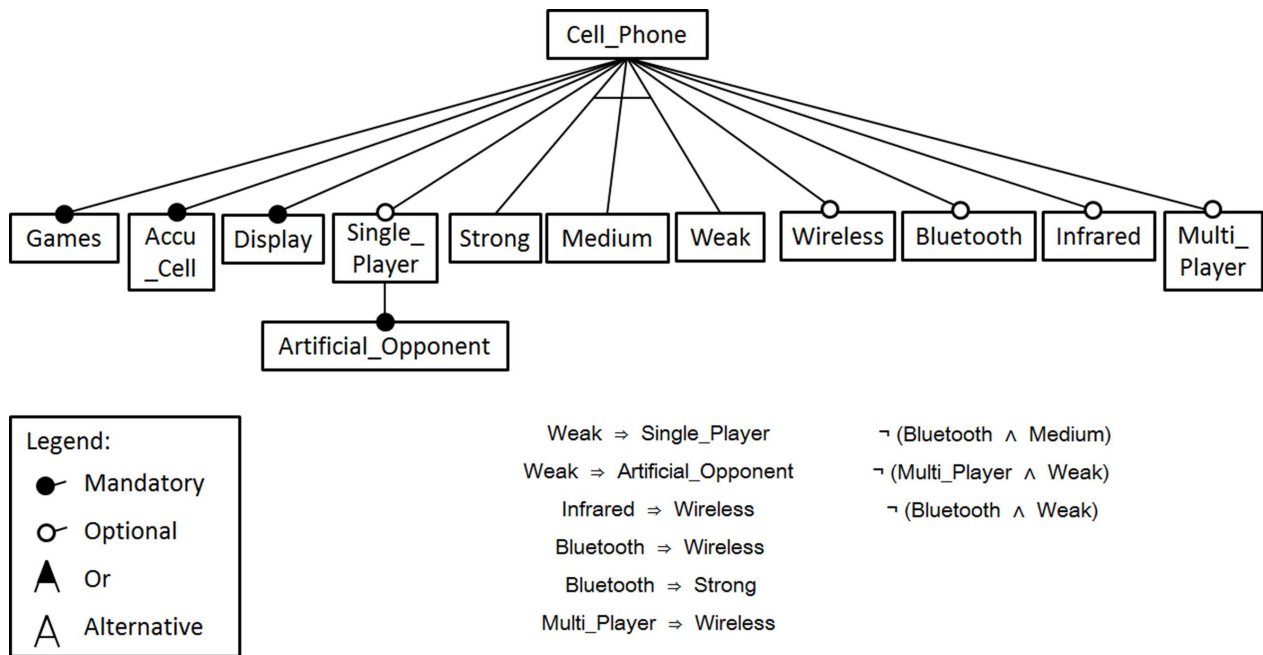 Cell_Phone
Games
Accu
_Cell
Display
Single_
Player
Strong
Medium
Weak
Wireless
Bluetooth
Infrared
Multi_
Player
Artificial_Opponent
Legend:
Mandatory
Optional
Or
Alternative
Weak ⇒ Single_Player
Weak ⇒ Artificial_Opponent
Infrared ⇒ Wireless
Bluetooth ⇒ Wireless
Bluetooth ⇒ Strong
Multi_Player ⇒ Wireless
¬ (Bluetooth ∧ Medium)
¬ (Multi_Player ∧ Weak)
¬ (Bluetooth ∧ Weak)